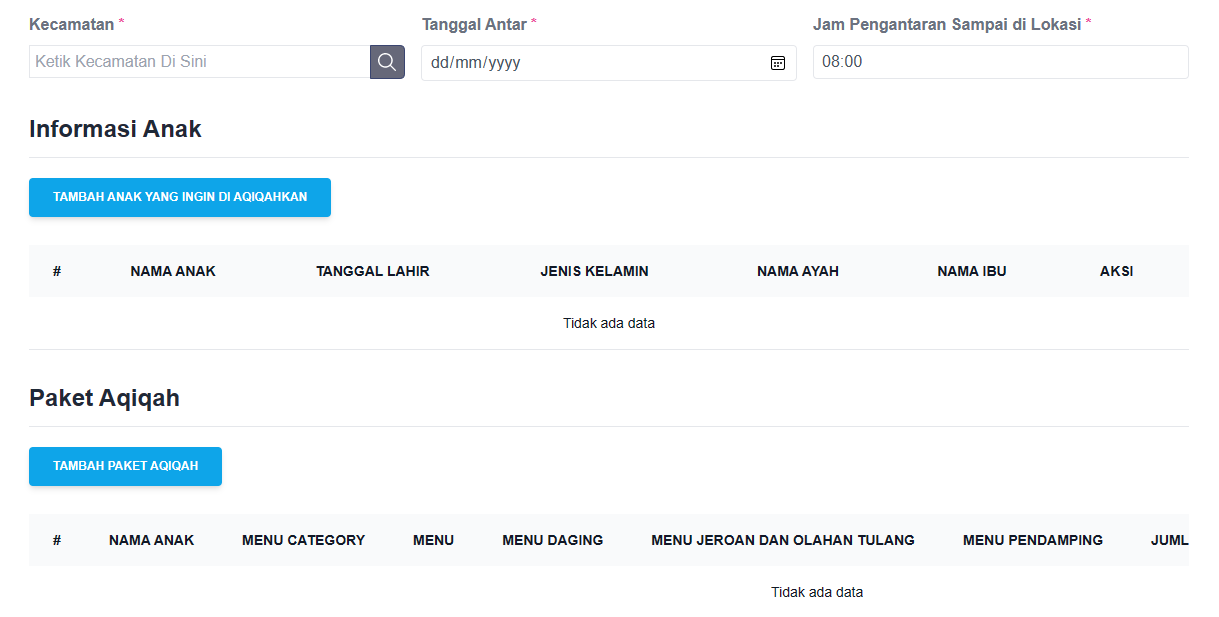 Kecamatan * Tanggal Antar * Jam Pengantaran Sampai di Lokasi *
Ketik Kecamatan Di Sini dd/mm/yyyy 08:00
Informasi Anak
TAMBAH ANAK YANG INGIN DI AQIQAHKAN
# NAMA ANAK TANGGAL LAHIR JENIS KELAMIN NAMA AYAH NAMA IBU AKSI
Tidak ada data
Paket Aqiqah
TAMBAH PAKET AQIQAH
# NAMA ANAK MENU CATEGORY MENU MENU DAGING MENU JEROAN DAN OLAHAN TULANG MENU PENDAMPING JUML
Tidak ada data